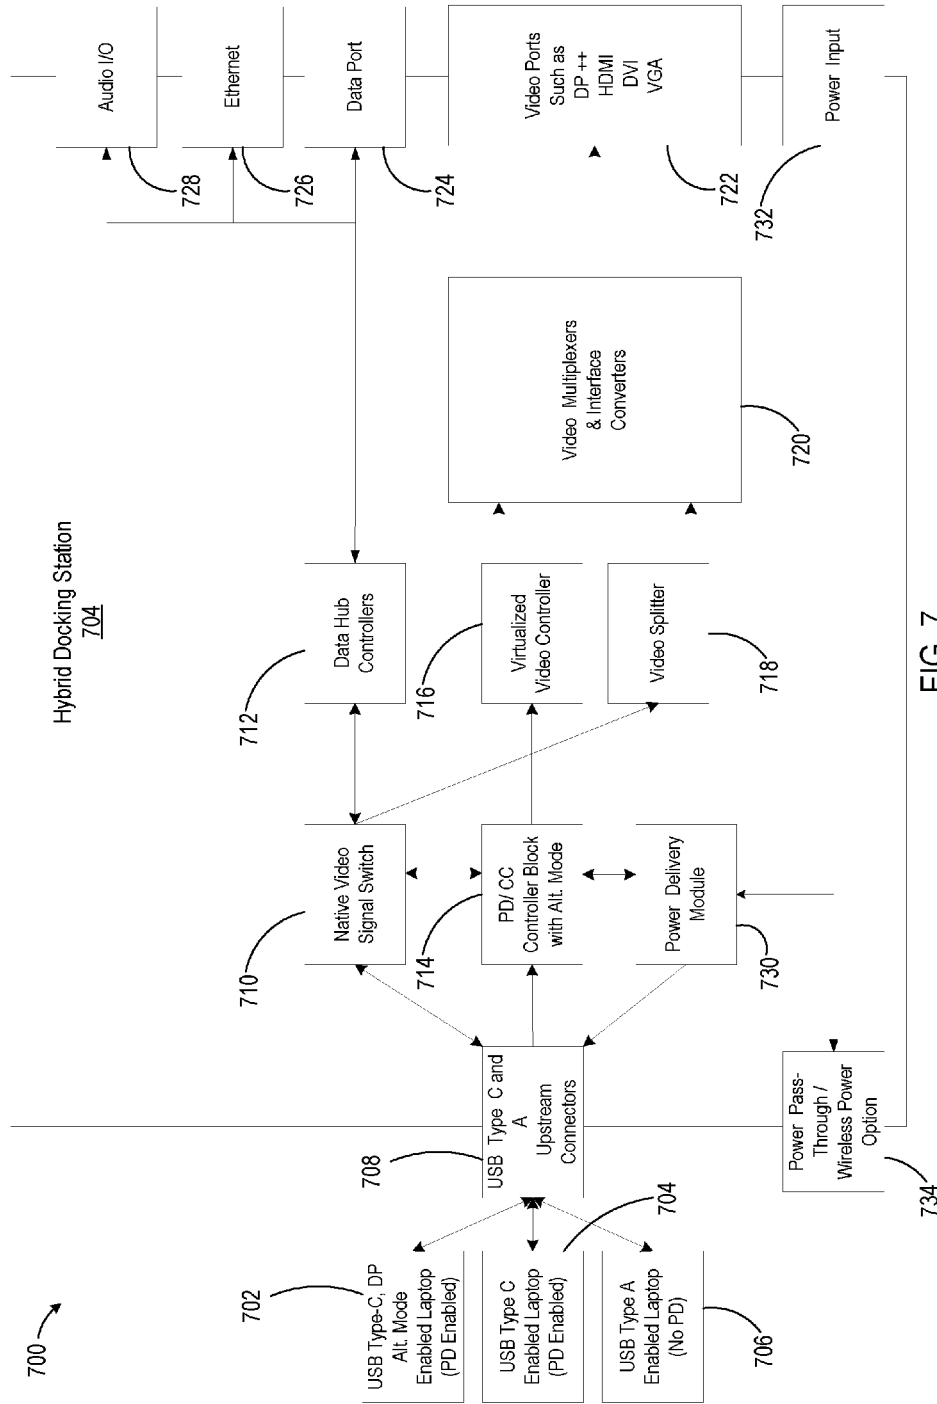 700
Hybrid Docking Station
704
702
USB Type-C, DP
Alt. Mode
Enabled Laptop
(PD Enabled)
USB Type C
Enabled Laptop
(PD Enabled)
704
USB Type A
Enabled Laptop
(No PD)
706
708
USB Type C and
A
Upstream
Connectors
Power Pass-
Through /
Wireless Power
Option
734
710
Native Video
Signal Switch
714
PD/ CC
Controller Block
with Alt. Mode
Power Delivery
Module
730
712
Data Hub
Controllers
716
Virtualized
Video Controller
Video Splitter
718
Video Multiplexers
& Interface
Converters
720
Audio I/O
728
Ethernet
726
Data Port
724
Video Ports
Such as
DP ++
HDMI
DVI
VGA
722
Power Input
732
FIG. 7